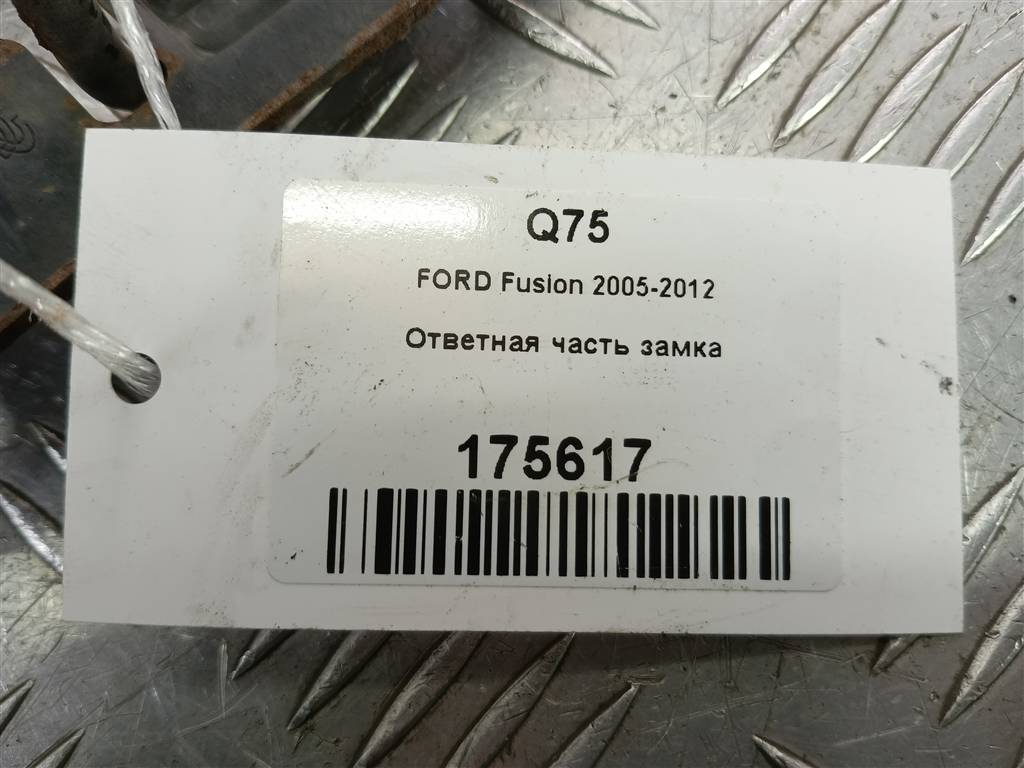 Q75
FORD Fusion 2005-2012
Ответная часть замка
175617